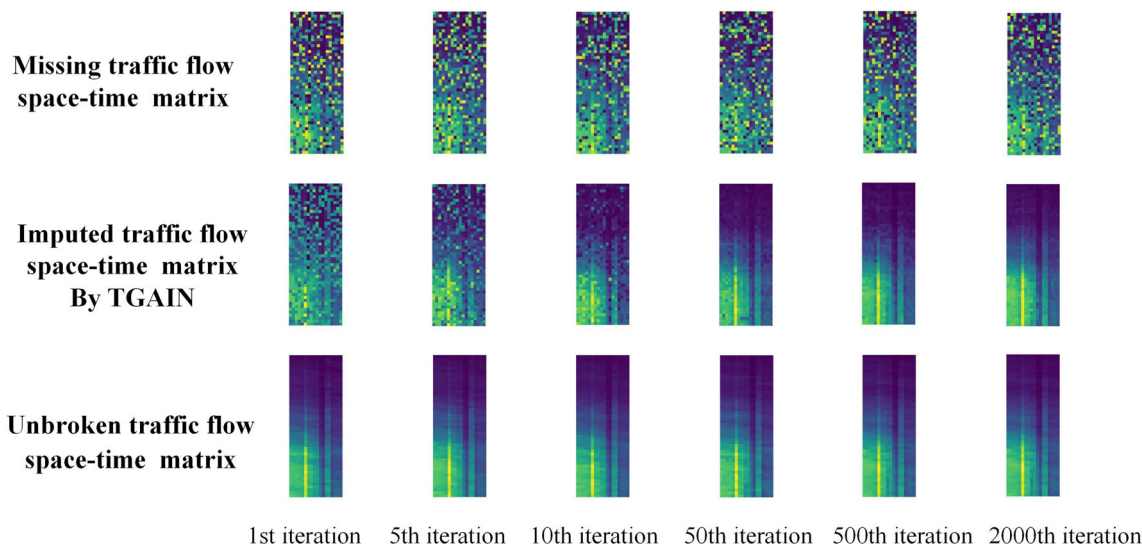 Missing traffic flow
space-time matrix
Imputed traffic flow
space-time matrix
By TGAIN
Unbroken traffic flow
space-time matrix
1st iteration 5th iteration 10th iteration 50th iteration 500th iteration 2000th iteration